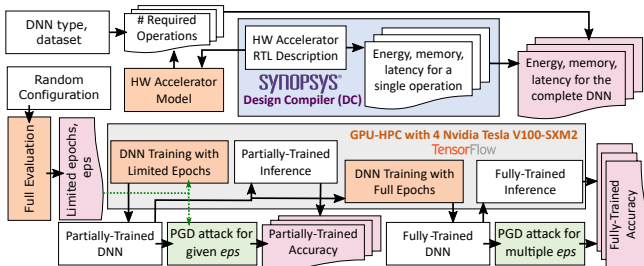 DNN type,
dataset
# Required
Operations
HW Accelerator
Model
HW Accelerator
RTL Description
SYNOPSYS®
Design Compiler (DC)
Energy, memory,
latency for a
single operation
Energy, memory,
latency for the
complete DNN
Random
Configuration
Full Evaluation
Limited epochs,
eps
GPU-HPC with 4 Nvidia Tesla V100-SXM2
TensorFlow
DNN Training with
Limited Epochs
Partially-Trained
Inference
DNN Training with
Full Epochs
Fully-Trained
Inference
Partially-Trained
DNN
PGD attack for
given eps
Partially-Trained
Accuracy
Fully-Trained
DNN
PGD attack for
multiple eps
Fully-Trained
Accuracy